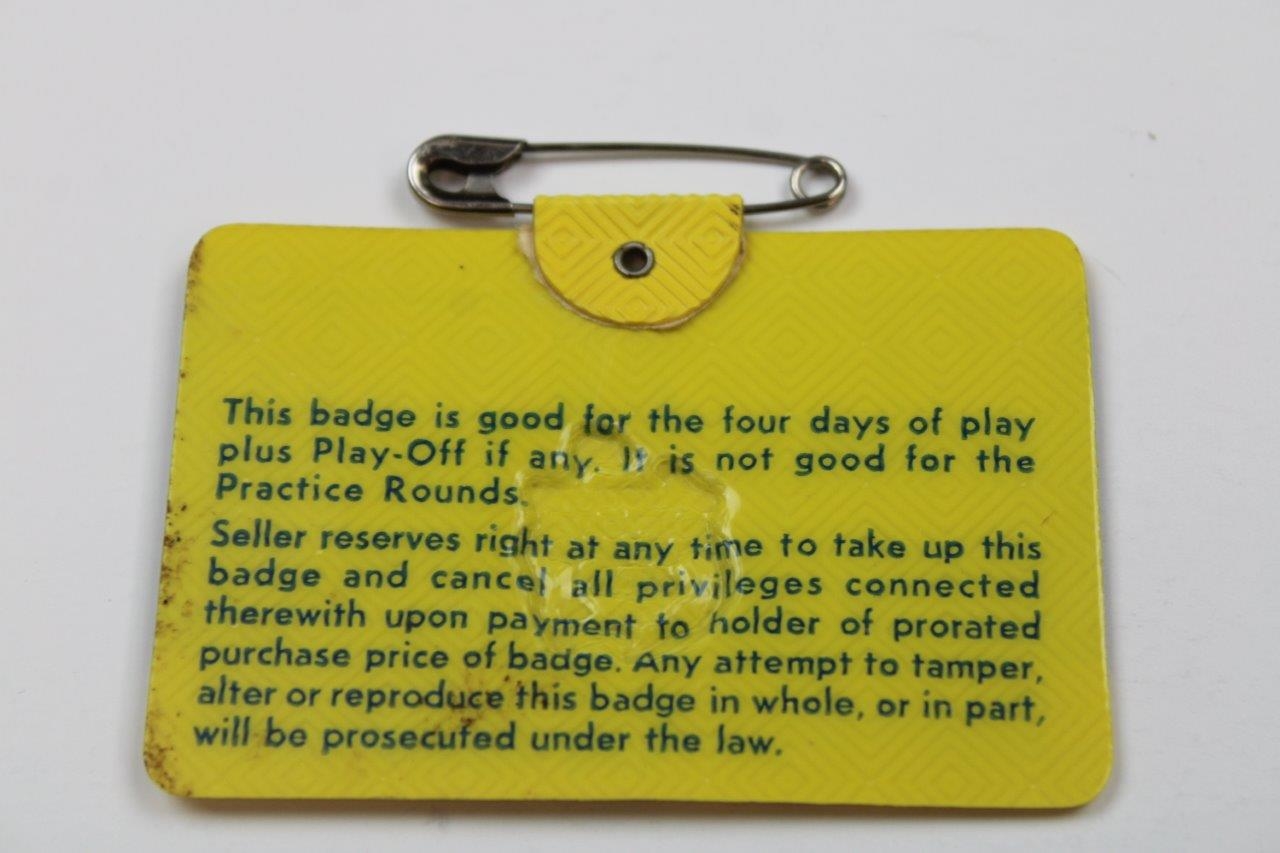 This badge is good for the four days of play
plus Play-Off if any. It is not good for the
Practice Rounds.
Seller reserves right at any time to take up this
badge and cancel all privileges connected
therewith upon payment to holder of prorated
purchase price of badge. Any attempt to tamper,
alter or reproduce this badge in whole, or in part,
will be prosecuted under the law.